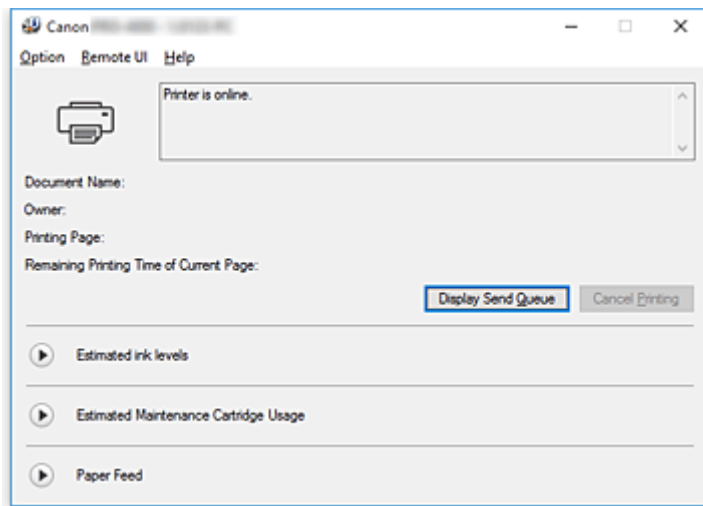 Canon
Option Remote UI Help
Printer is online.
Document Name:
Owner:
Printing Page:
Remaining Printing Time of Current Page:
Display Send Queue Cancel Printing
Estimated ink levels
Estimated Maintenance Cartridge Usage
Paper Feed